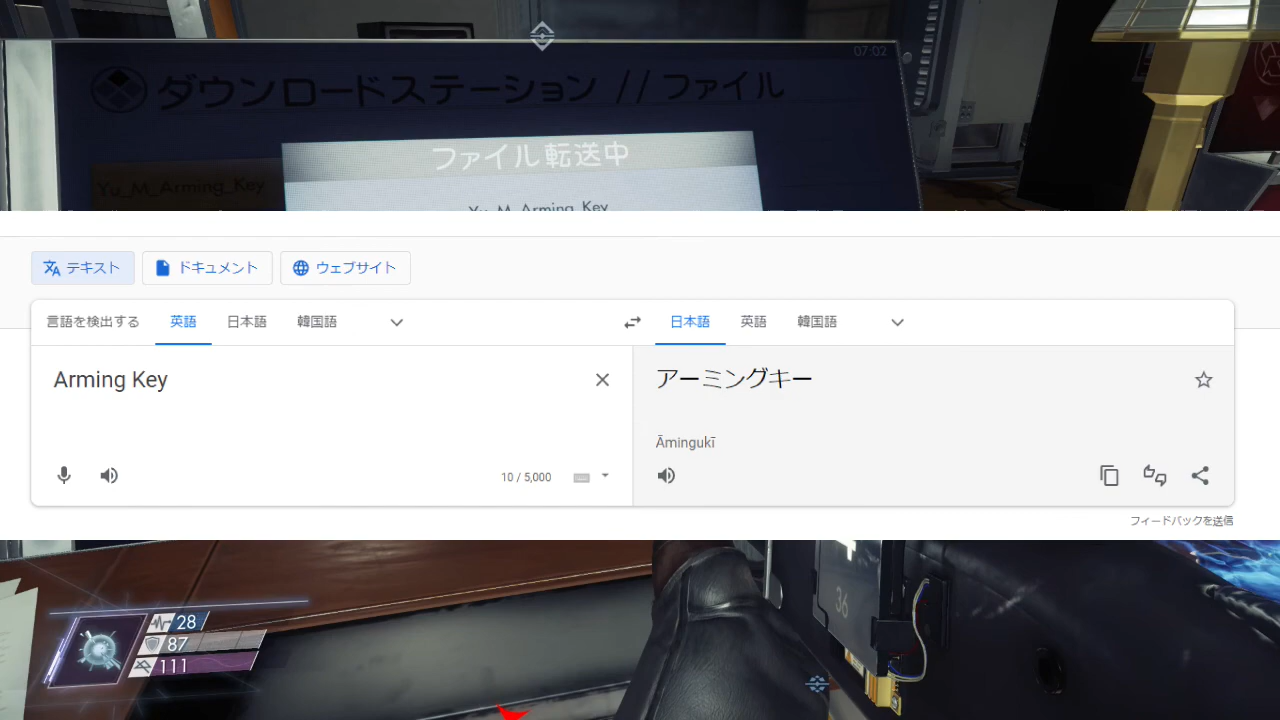 07:02
ダウンロードステーション // ファイル
ファイル転送中
Yu_M_Arming_Key
Yu_M_Arming_Key
テキスト ドキュメント ウェブサイト
言語を検出する 英語 日本語 韓国語 日本語 英語 韓国語
Arming Key アーミングキー
Āmingukī
10 / 5,000
フィードバックを送信
28
87
111
36